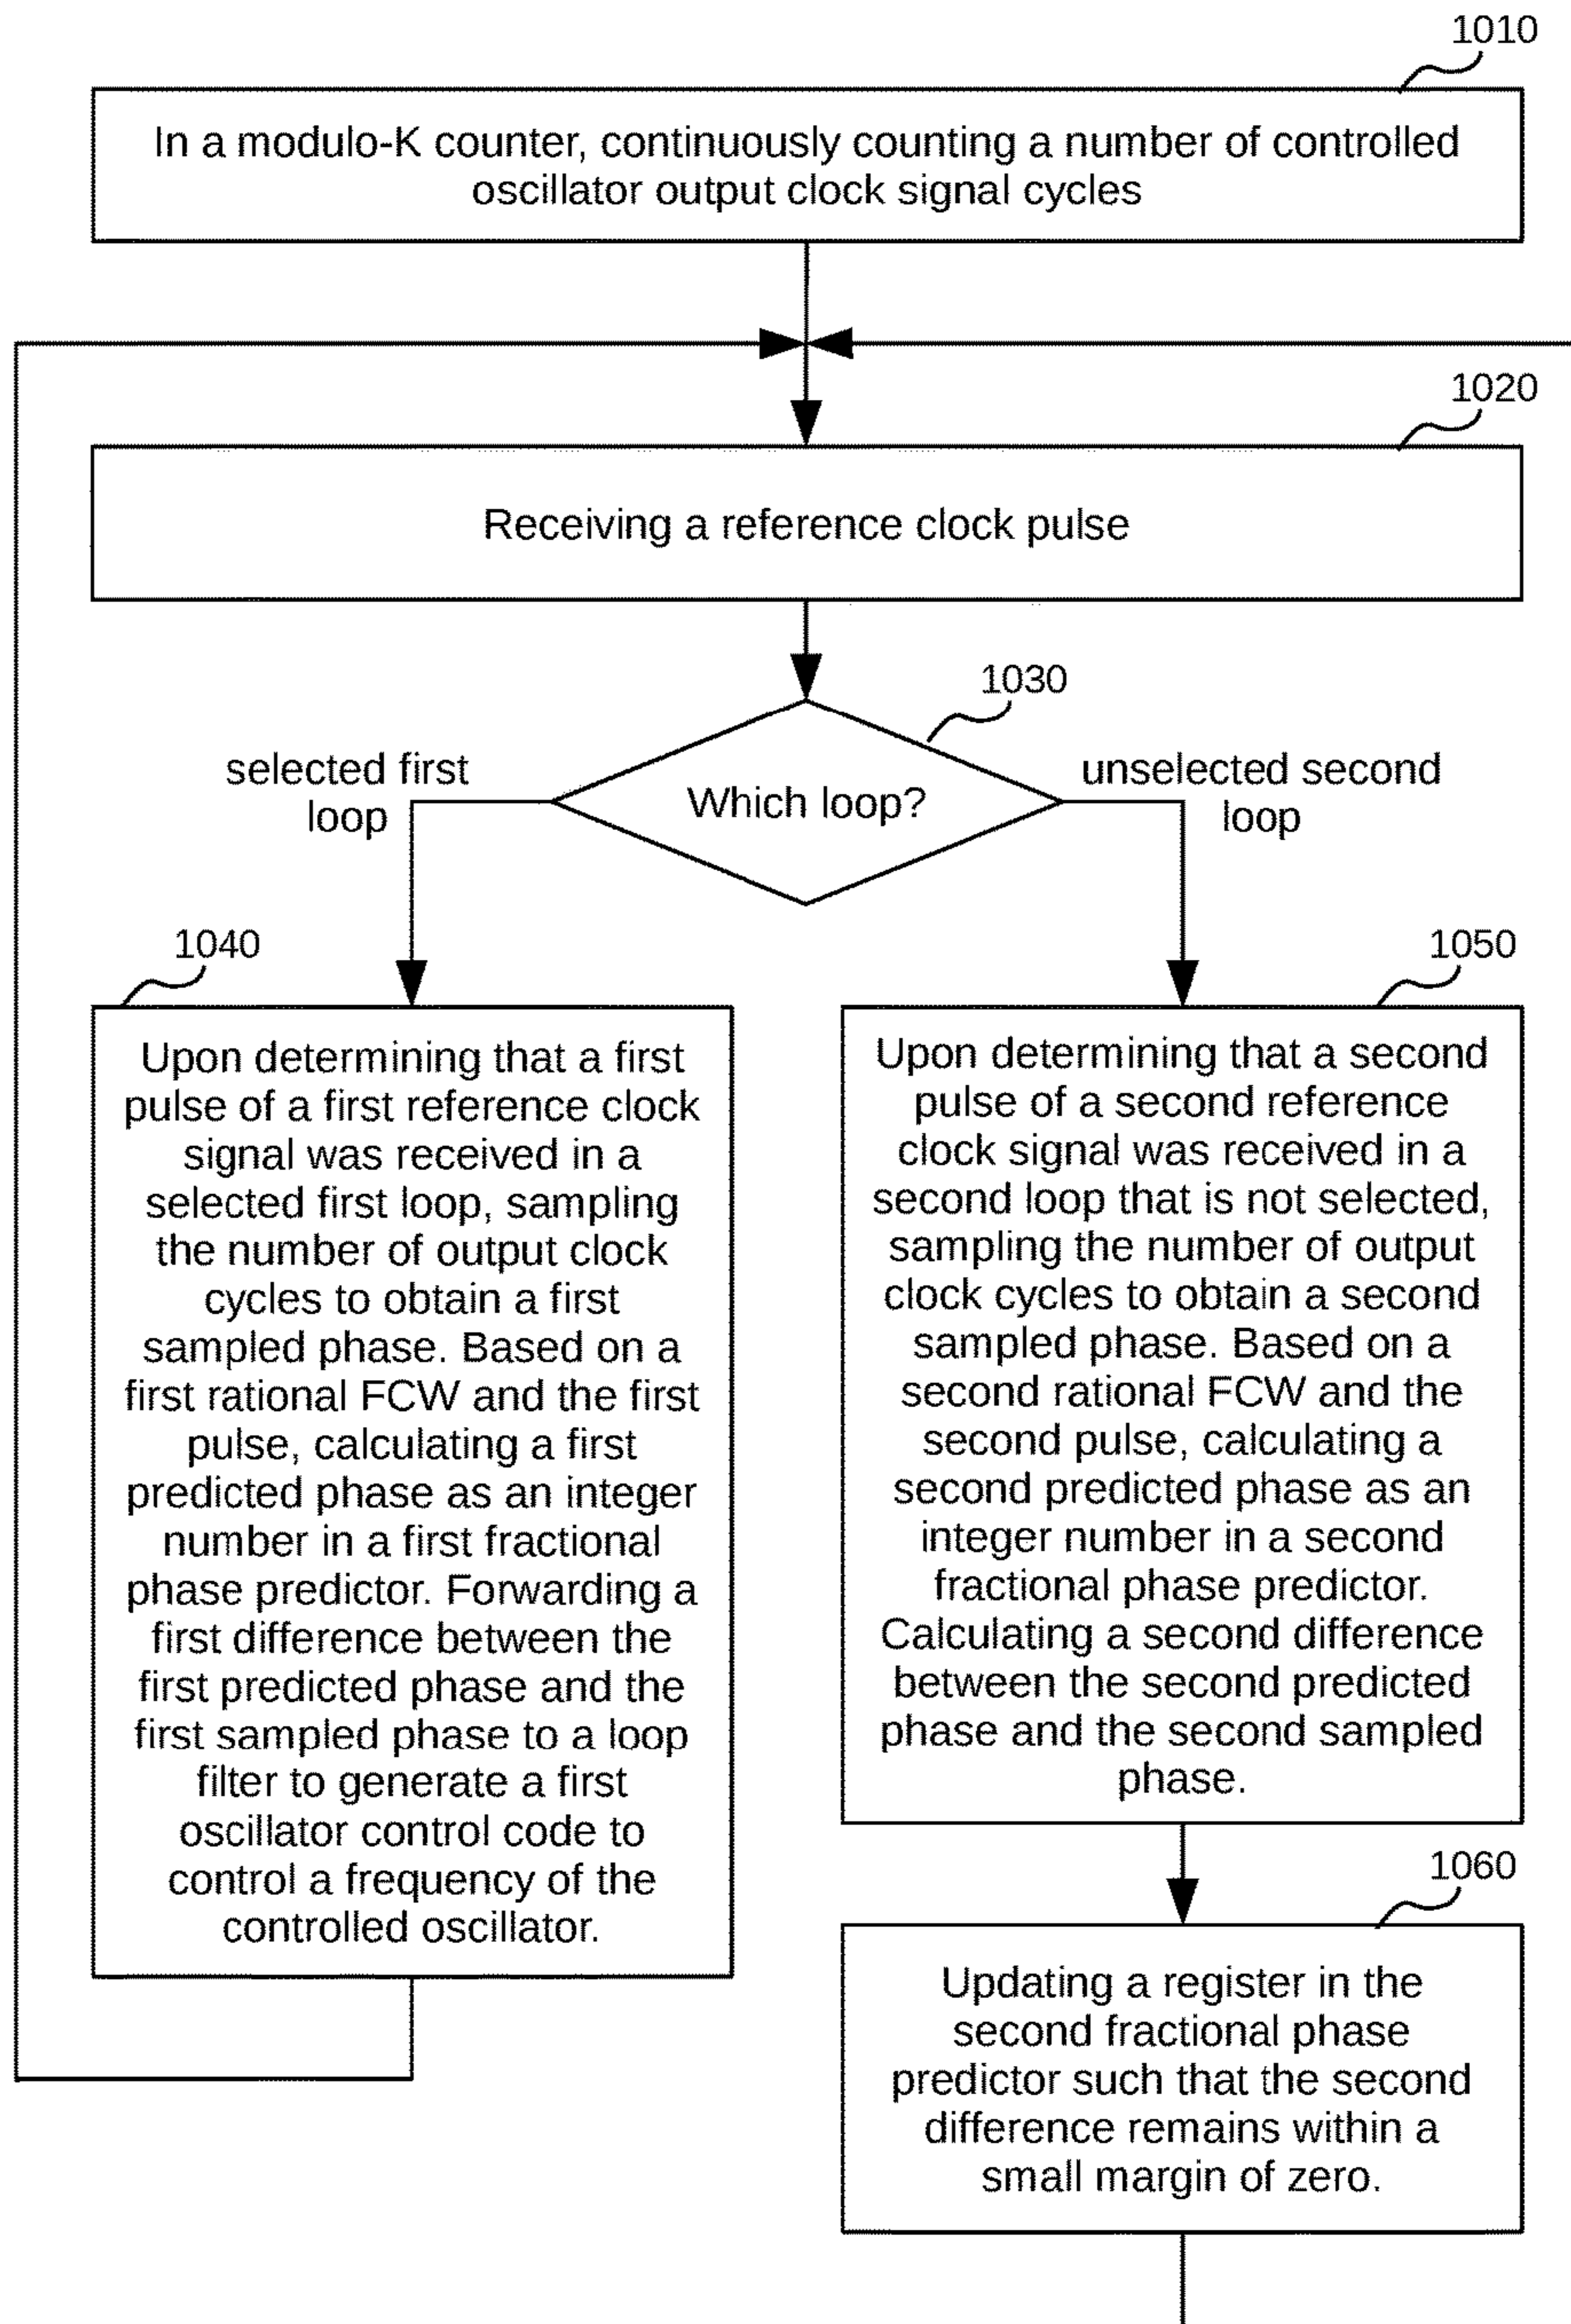 1010
In a modulo-K counter, continuously counting a number of controlled
oscillator output clock signal cycles
1020
Receiving a reference clock pulse
1030
selected first
loop
Which loop?
unselected second
loop
1040
Upon determining that a first
pulse of a first reference clock
signal was received in a
selected first loop, sampling
the number of output clock
cycles to obtain a first
sampled phase. Based on a
first rational FCW and the first
pulse, calculating a first
predicted phase as an integer
number in a first fractional
phase predictor. Forwarding a
first difference between the
first predicted phase and the
first sampled phase to a loop
filter to generate a first
oscillator control code to
control a frequency of the
controlled oscillator.
1050
Upon determining that a second
pulse of a second reference
clock signal was received in a
second loop that is not selected,
sampling the number of output
clock cycles to obtain a second
sampled phase. Based on a
second rational FCW and the
second pulse, calculating a
second predicted phase as an
integer number in a second
fractional phase predictor.
Calculating a second difference
between the second predicted
phase and the second sampled
phase.
1060
Updating a register in the
second fractional phase
predictor such that the second
difference remains within a
small margin of zero.